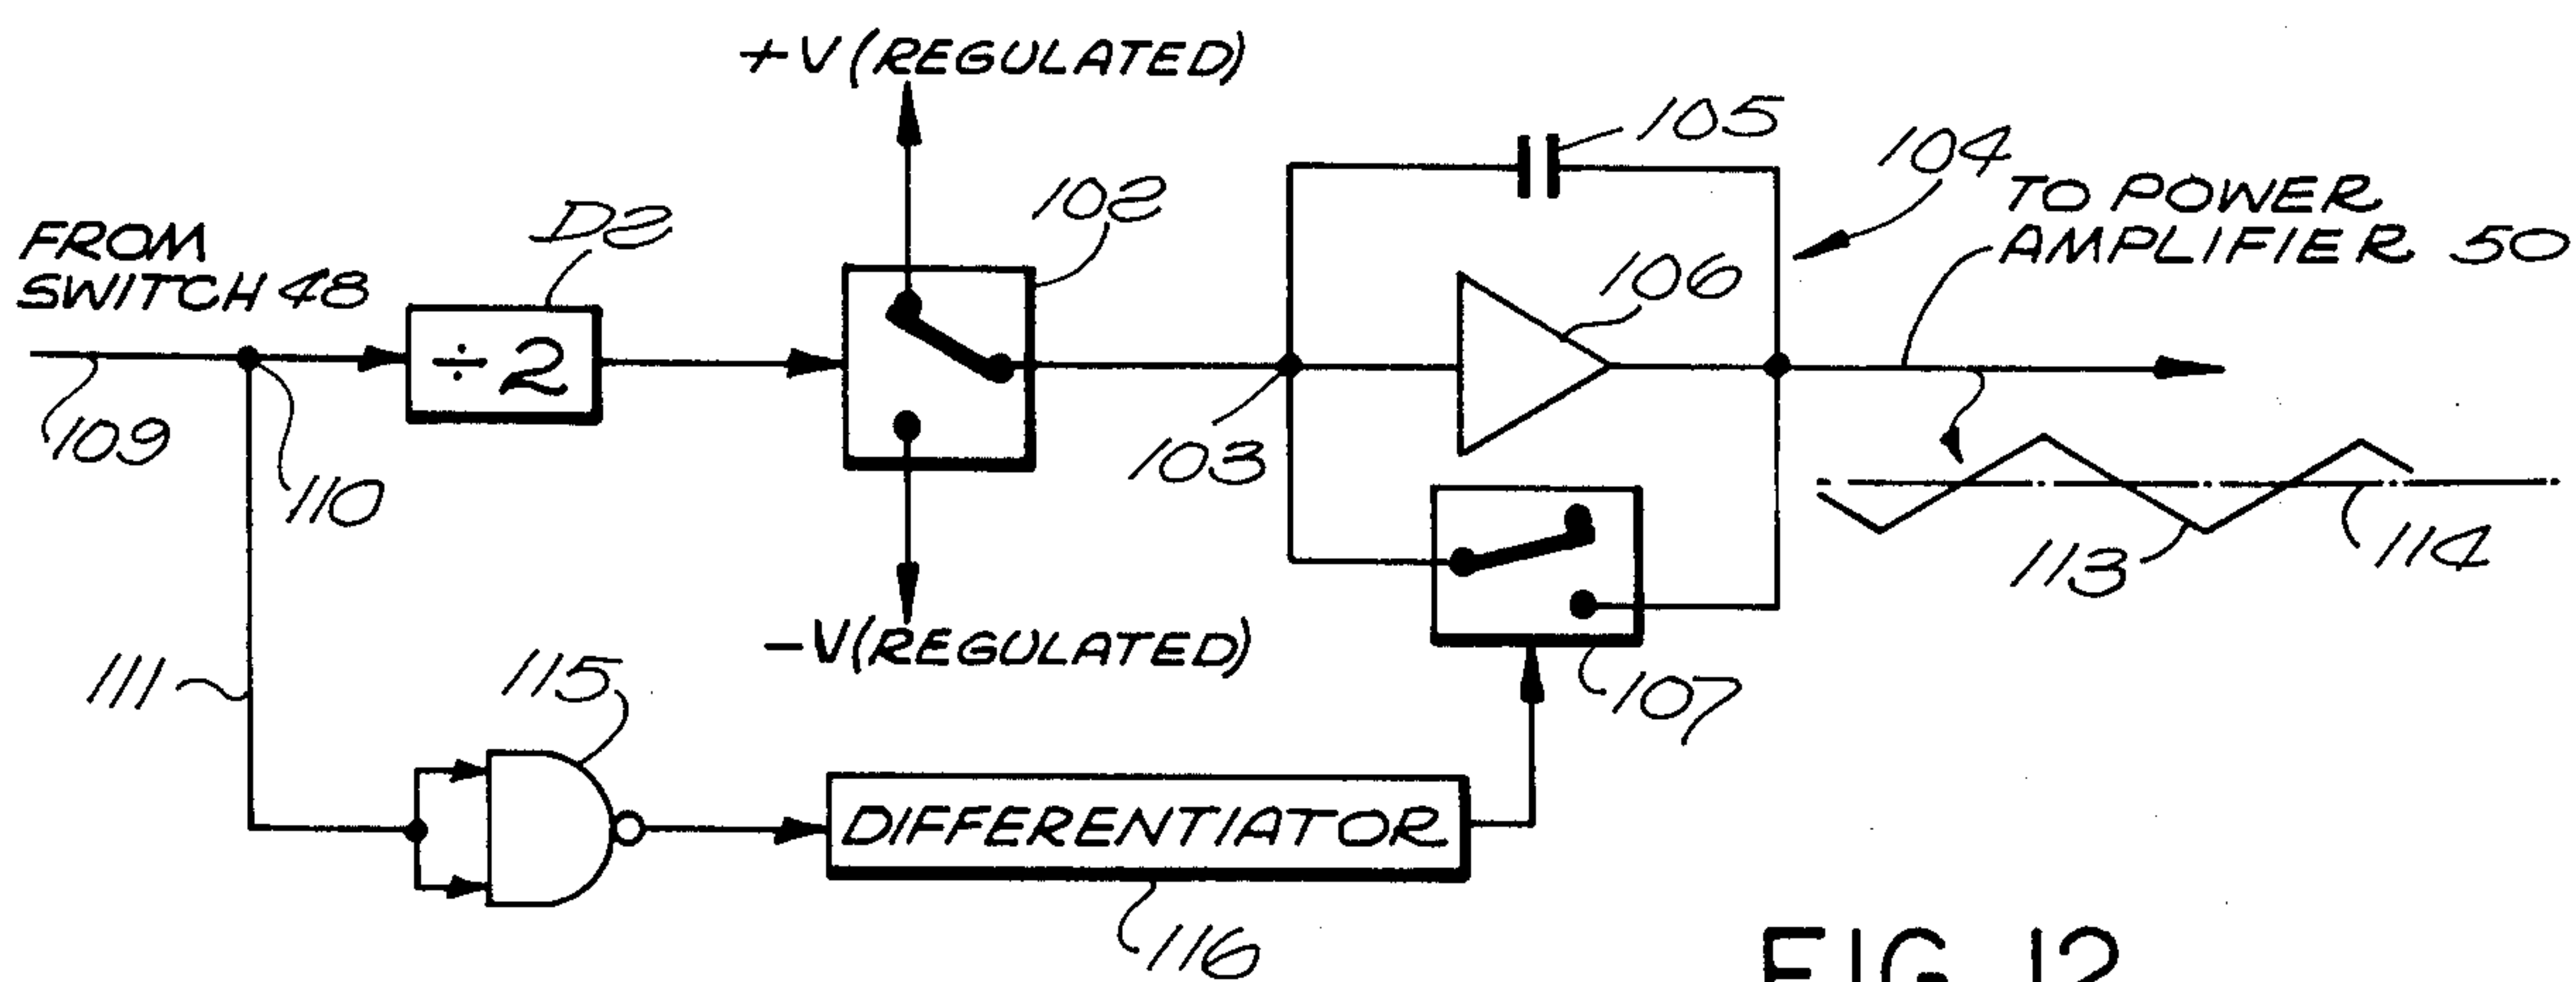 +V (REGULATED)
105
104
102
TO POWER
AMPLIFIER 50
D2
FROM
SWITCH 48
106
÷ 2
109
110
103
113
114
-V (REGULATED)
111
115
107
DIFFERENTIATOR
116
FIG. 12